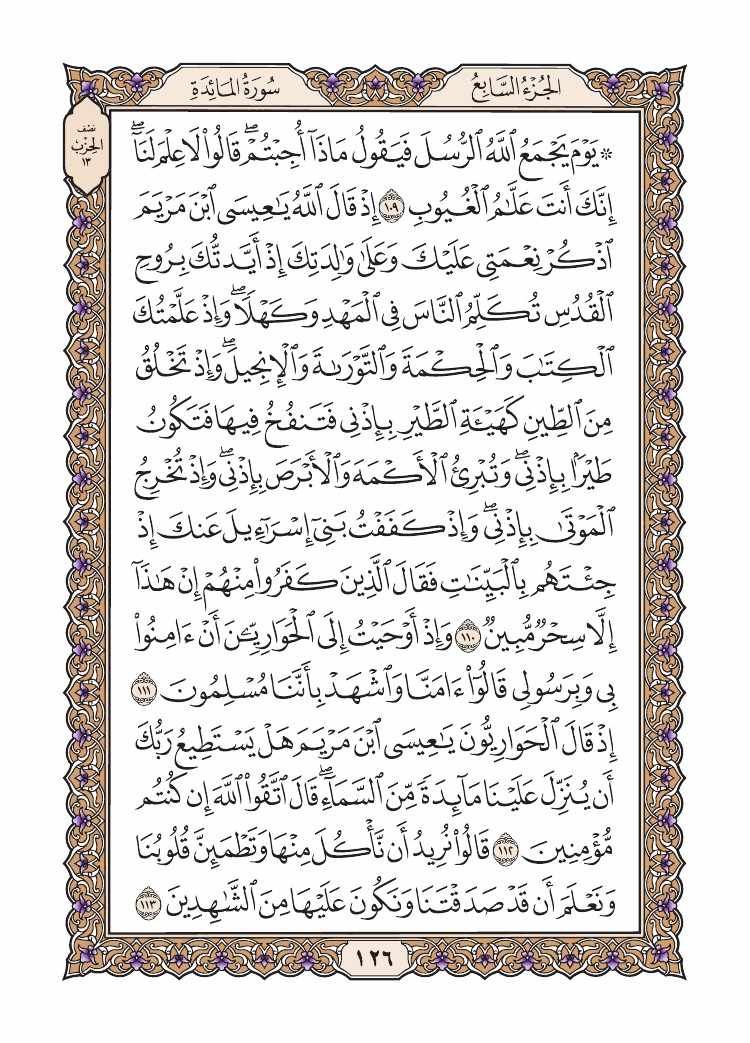 الجُزْءُ السَّابِعُ
سُورَةُ المَائِدَةِ
نصف
الحِزْب
١٣
۞ يَوْمَ يَجْمَعُ ٱللَّهُ ٱلرُّسُلَ فَيَقُولُ مَاذَآ أُجِبْتُمْۖ قَالُوا۟ لَا عِلْمَ لَنَآۖ
إِنَّكَ أَنتَ عَلَّٰمُ ٱلْغُيُوبِ ١٠٩ إِذْ قَالَ ٱللَّهُ يَٰعِيسَى ٱبْنَ مَرْيَمَ
ٱذْكُرْ نِعْمَتِى عَلَيْكَ وَعَلَىٰ وَٰلِدَتِكَ إِذْ أَيَّدتُّكَ بِرُوحِ
ٱلْقُدُسِ تُكَلِّمُ ٱلنَّاسَ فِى ٱلْمَهْدِ وَكَهْلًاۖ وَإِذْ عَلَّمْتُكَ
ٱلْكِتَٰبَ وَٱلْحِكْمَةَ وَٱلتَّوْرَىٰةَ وَٱلْإِنجِيلَۖ وَإِذْ تَخْلُقُ
مِنَ ٱلطِّينِ كَهَيْـَٔةِ ٱلطَّيْرِ بِإِذْنِى فَتَنفُخُ فِيهَا فَتَكُونُ
طَيْرًۢا بِإِذْنِىۖ وَتُبْرِئُ ٱلْأَكْمَهَ وَٱلْأَبْرَصَ بِإِذْنِىۖ وَإِذْ تُخْرِجُ
ٱلْمَوْتَىٰ بِإِذْنِىۖ وَإِذْ كَفَفْتُ بَنِىٓ إِسْرَٰٓءِيلَ عَنكَ إِذْ
جِئْتَهُم بِٱلْبَيِّنَٰتِ فَقَالَ ٱلَّذِينَ كَفَرُوا۟ مِنْهُمْ إِنْ هَٰذَآ
إِلَّا سِحْرٌ مُّبِينٌ ١١٠ وَإِذْ أَوْحَيْتُ إِلَى ٱلْحَوَارِيِّـۧنَ أَنْ ءَامِنُوا۟
بِى وَبِرَسُولِى قَالُوٓا۟ ءَامَنَّا وَٱشْهَدْ بِأَنَّنَا مُسْلِمُونَ ١١١
إِذْ قَالَ ٱلْحَوَارِيُّونَ يَٰعِيسَى ٱبْنَ مَرْيَمَ هَلْ يَسْتَطِيعُ رَبُّكَ
أَن يُنَزِّلَ عَلَيْنَا مَآئِدَةً مِّنَ ٱلسَّمَآءِۖ قَالَ ٱتَّقُوا۟ ٱللَّهَ إِن كُنتُم
مُّؤْمِنِينَ ١١٢ قَالُوا۟ نُرِيدُ أَن نَّأْكُلَ مِنْهَا وَتَطْمَئِنَّ قُلُوبُنَا
وَنَعْلَمَ أَن قَدْ صَدَقْتَنَا وَنَكُونَ عَلَيْهَا مِنَ ٱلشَّٰهِدِينَ ١١٣
١٢٦